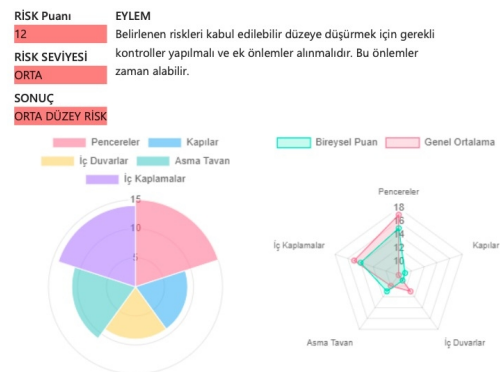 RİSK Puanı
12
RİSK SEVİYESİ
ORTA
SONUÇ
ORTA DÜZEY RİSK
EYLEM
Belirlenen riskleri kabul edilebilir düzeye düşürmek için gerekli
kontroller yapılmalı ve ek önlemler alınmalıdır. Bu önlemler
zaman alabilir.
Pencereler Kapılar
İç Duvarlar Asma Tavan
İç Kaplamalar
15
10
5
Bireysel Puan Genel Ortalama
Pencereler
18
16
14
12
10
8
İç Kaplamalar
Kapılar
Asma Tavan
İç Duvarlar